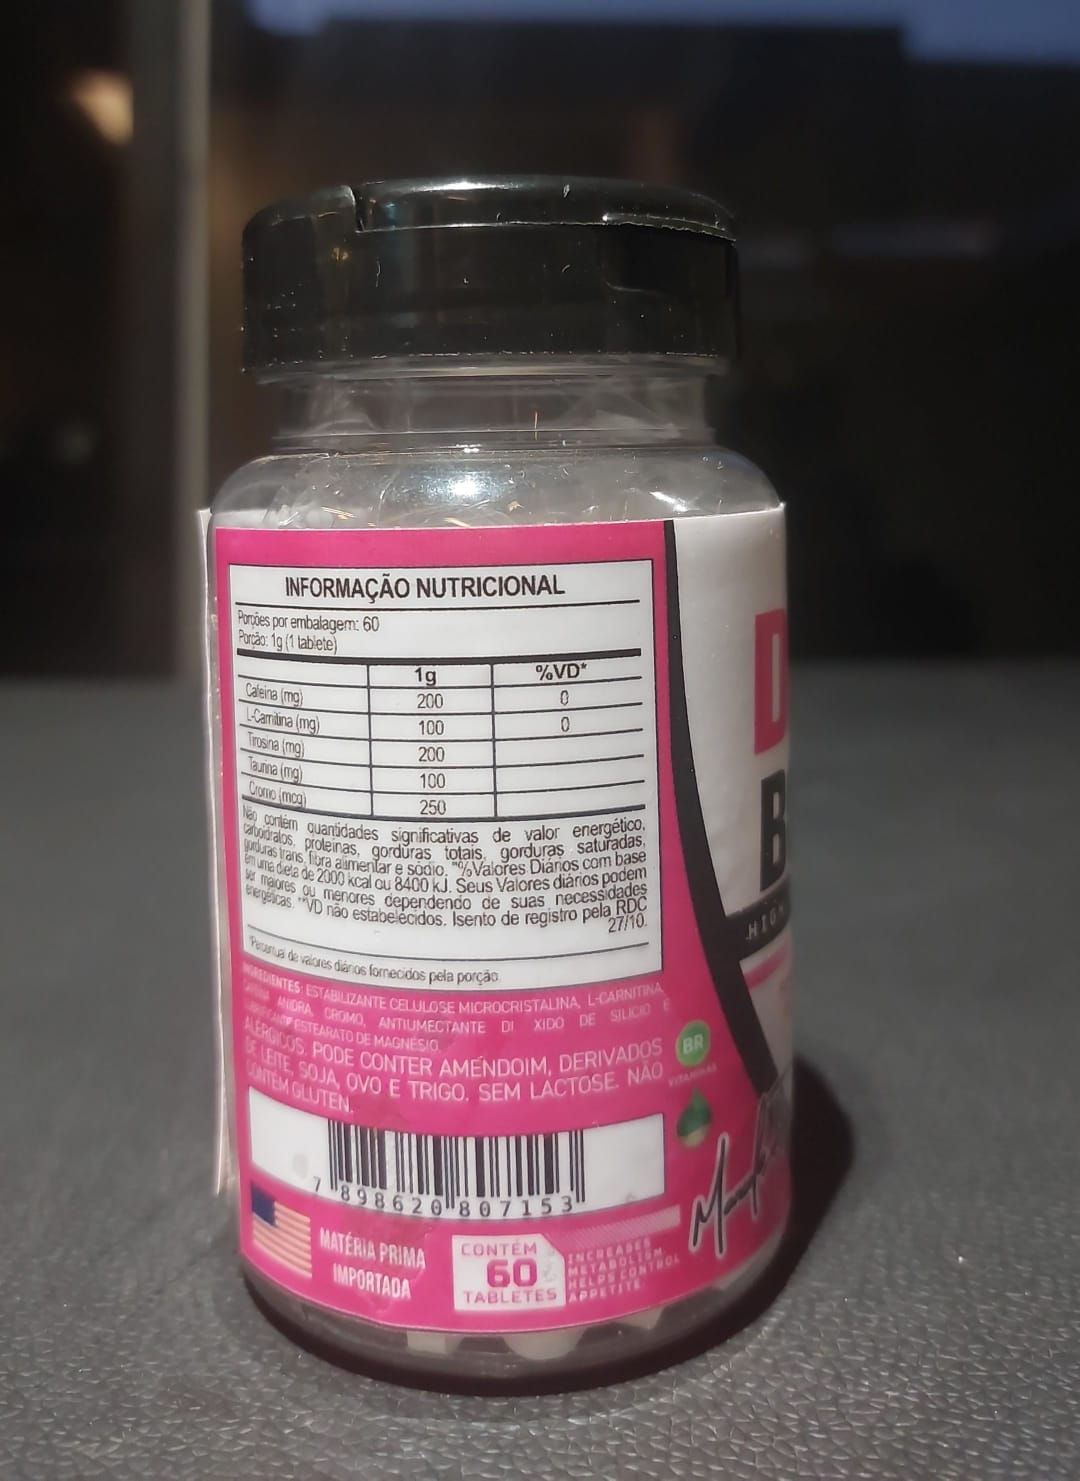 INFORMAÇÃO NUTRICIONAL
Porções por embalagem: 60
Porção: 1g (1 tablete)
1g %VD*
Cafeína (mg) 200 0
L-Carnitina (mg) 100 0
Tirosina (mg) 200
Taurina (mg) 100
Cromo (mcg) 250
Não contém quantidades significativas de valor energético,
carboidratos, proteínas, gorduras totais, gorduras saturadas,
gorduras trans, fibra alimentar e sódio. "%Valores Diários com base
em uma dieta de 2000 kcal ou 8400 kJ. Seus Valores diários podem
ser maiores ou menores dependendo de suas necessidades
energéticas. **VD não estabelecidos. Isento de registro pela RDC
27/10.
*Percentual de valores diários fornecidos pela porção.
INGREDIENTES: ESTABILIZANTE CELULOSE MICROCRISTALINA, L-CARNITINA,
CAFEÍNA ANIDRA, CROMO, ANTIUMECTANTE DI XIDO DE SILICIO E
LUBRIFICANTE ESTEARATO DE MAGNÉSIO.
ALÉRGICOS. PODE CONTER AMENDOIM, DERIVADOS
DE LEITE, SOJA, OVO E TRIGO. SEM LACTOSE. NÃO
CONTÉM GLUTEN.
BR
VITAMINAS
7 898620 807153
MATÉRIA PRIMA
IMPORTADA
CONTÉM
60
TABLETES
INCREASES
METABOLISM
HELPS CONTROL
APPETITE
D
B
HIGH